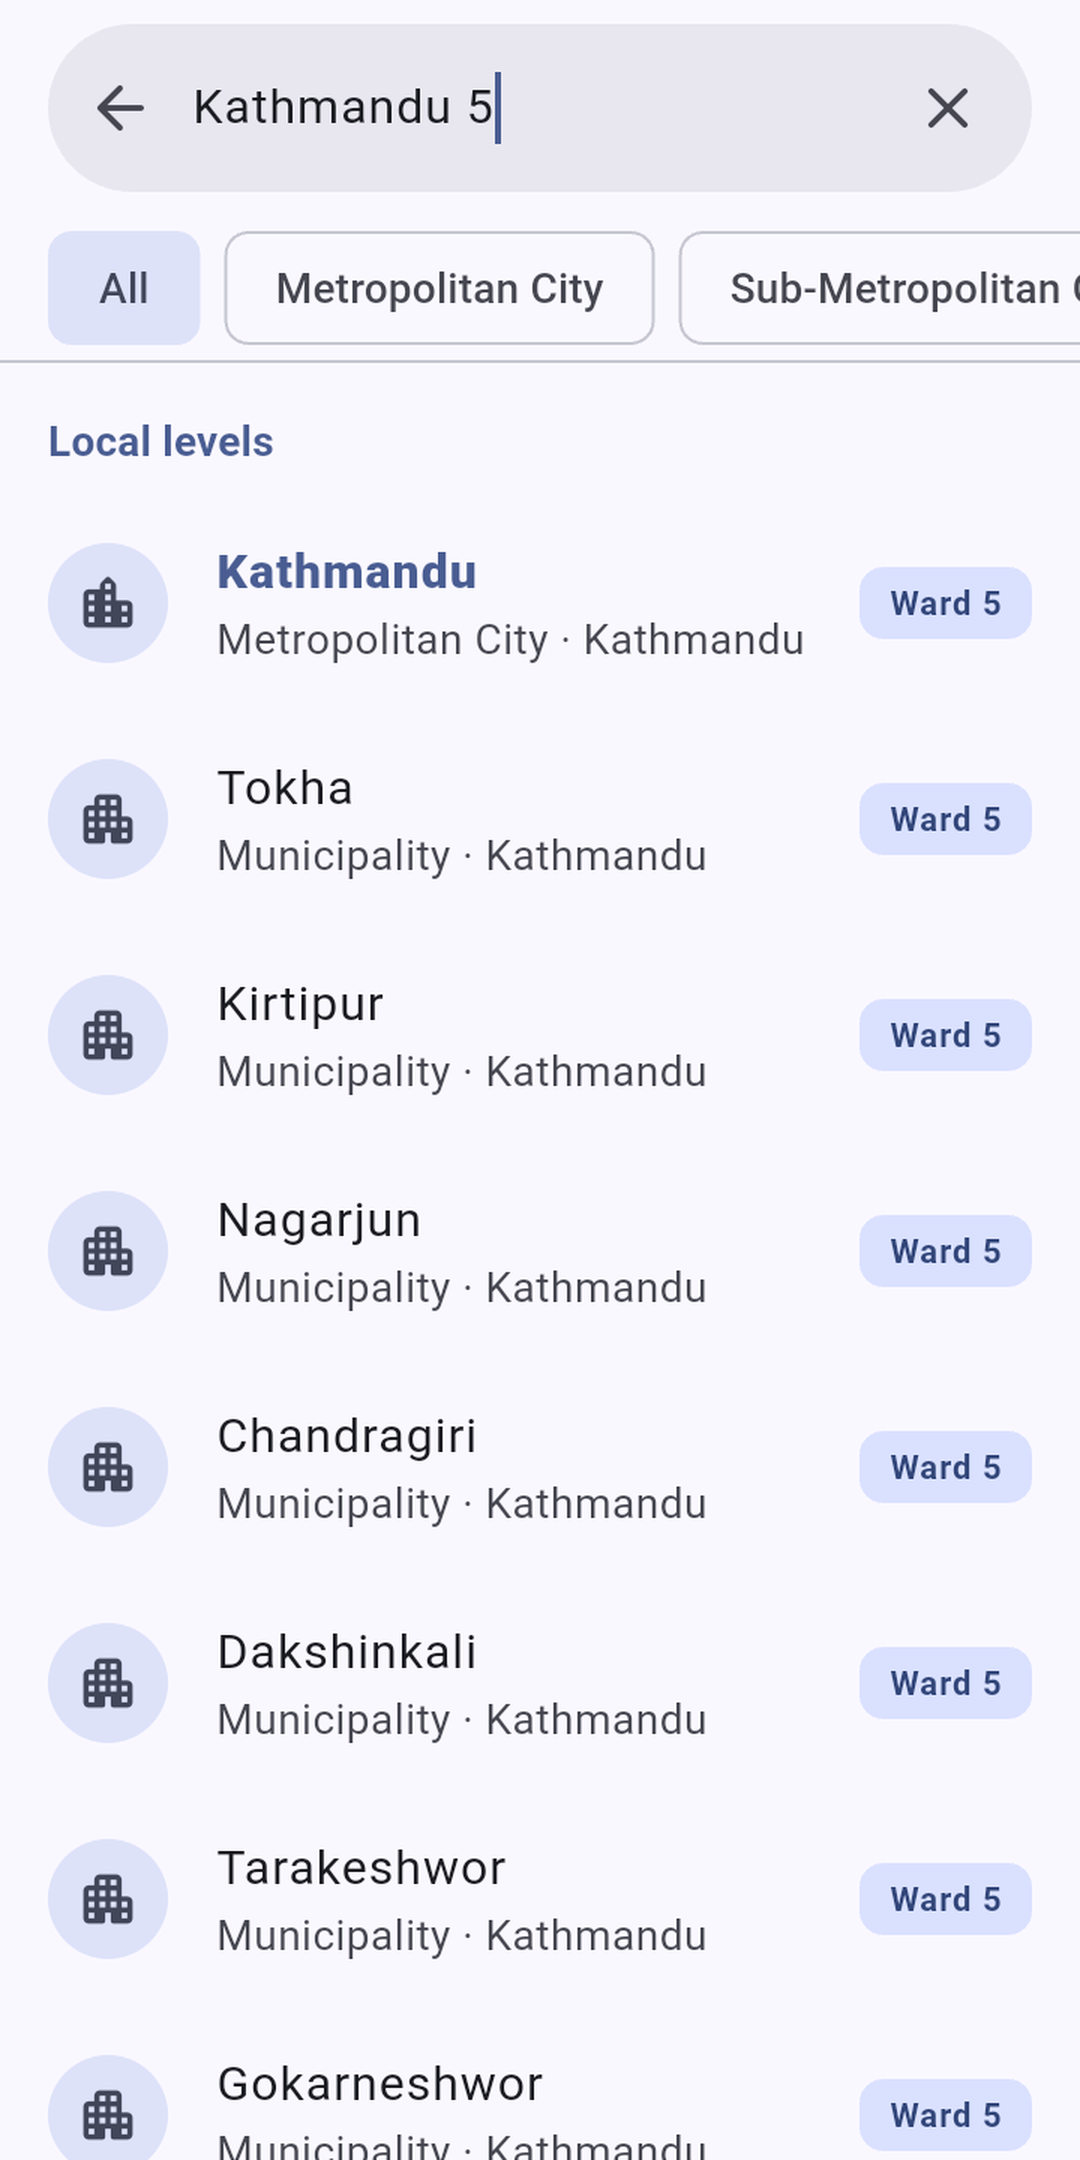 Kathmandu 5
All
Metropolitan City
Sub-Metropolitan
Local levels
Kathmandu
Metropolitan City · Kathmandu
Ward 5
Tokha
Municipality · Kathmandu
Ward 5
Kirtipur
Municipality · Kathmandu
Ward 5
Nagarjun
Municipality · Kathmandu
Ward 5
Chandragiri
Municipality · Kathmandu
Ward 5
Dakshinkali
Municipality · Kathmandu
Ward 5
Tarakeshwor
Municipality · Kathmandu
Ward 5
Gokarneshwor
Municipality · Kathmandu
Ward 5